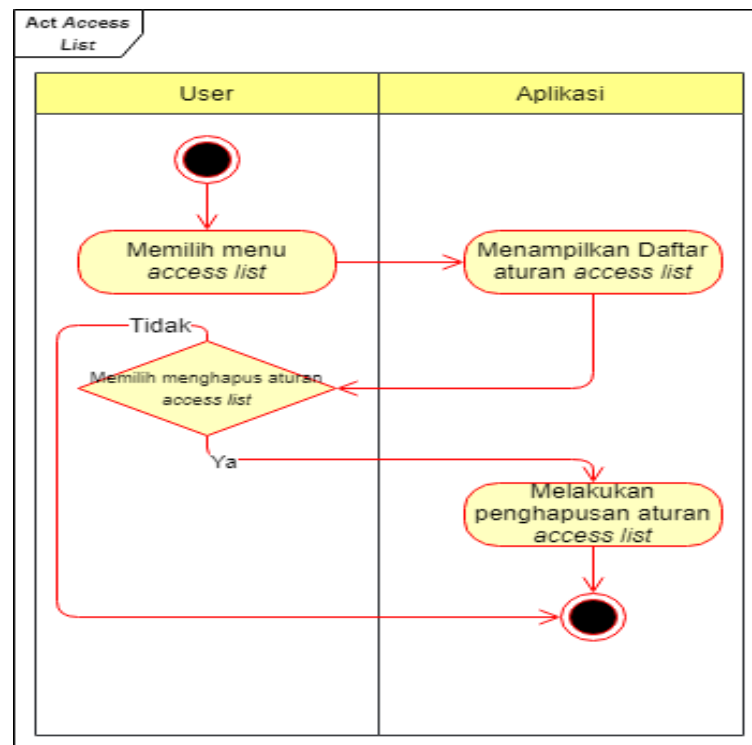 Act Access
List
User
Aplikasi
Memilih menu
access list
Menampilkan Daftar
aturan access list
Tidak
Memilih menghapus aturan
access list
Ya
Melakukan
penghapusan aturan
access list